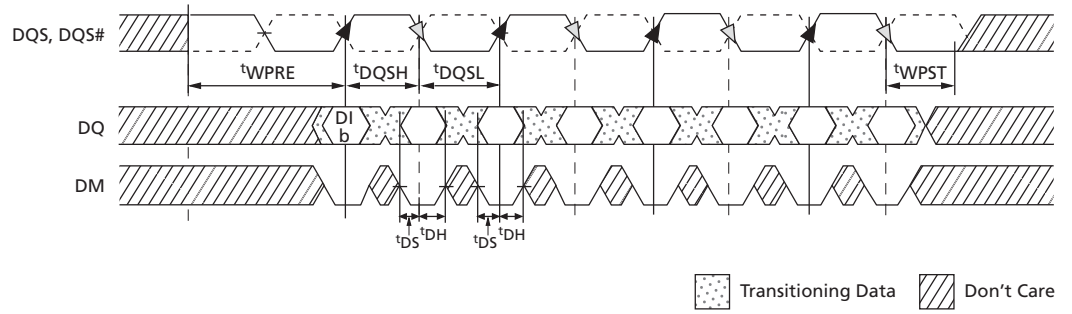 DQS, DQS#
tWPRE tDQSH tDQSL tWPST
DQ
DI
b
DM
tDS tDH tDS tDH
Transitioning Data Don't Care